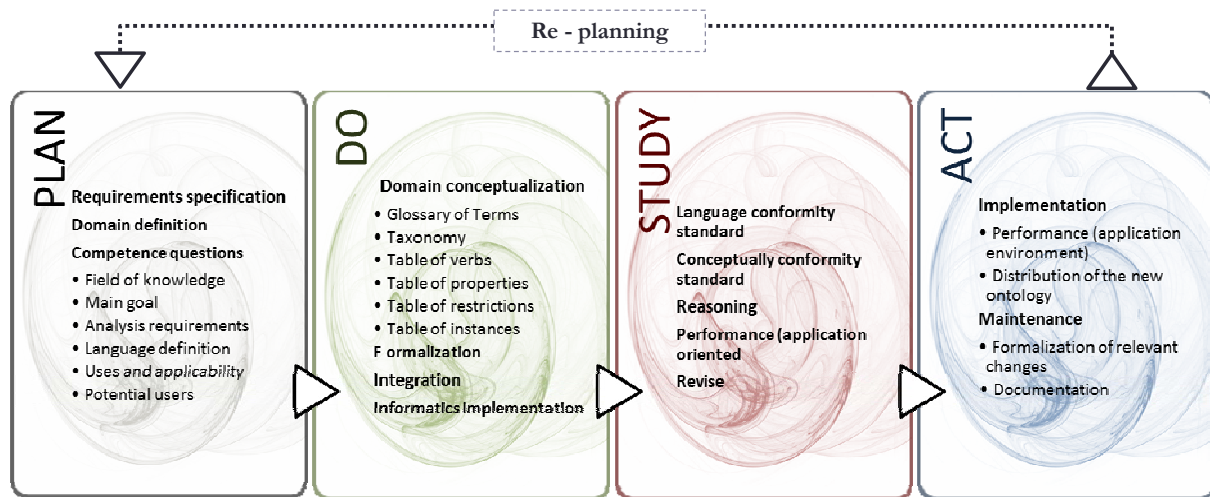 Re - planning
PLAN
Requirements specification
Domain definition
Competence questions
• Field of knowledge
• Main goal
• Analysis requirements
• Language definition
• Uses and applicability
• Potential users
DO
Domain conceptualization
• Glossary of Terms
• Taxonomy
• Table of verbs
• Table of properties
• Table of restrictions
• Table of instances
F ormalization
Integration
Informatics Implementation
STUDY
Language conformity
standard
Conceptually conformity
standard
Reasoning
Performance (application
oriented
Revise
ACT
Implementation
• Performance (application
environment)
• Distribution of the new
ontology
Maintenance
• Formalization of relevant
changes
• Documentation